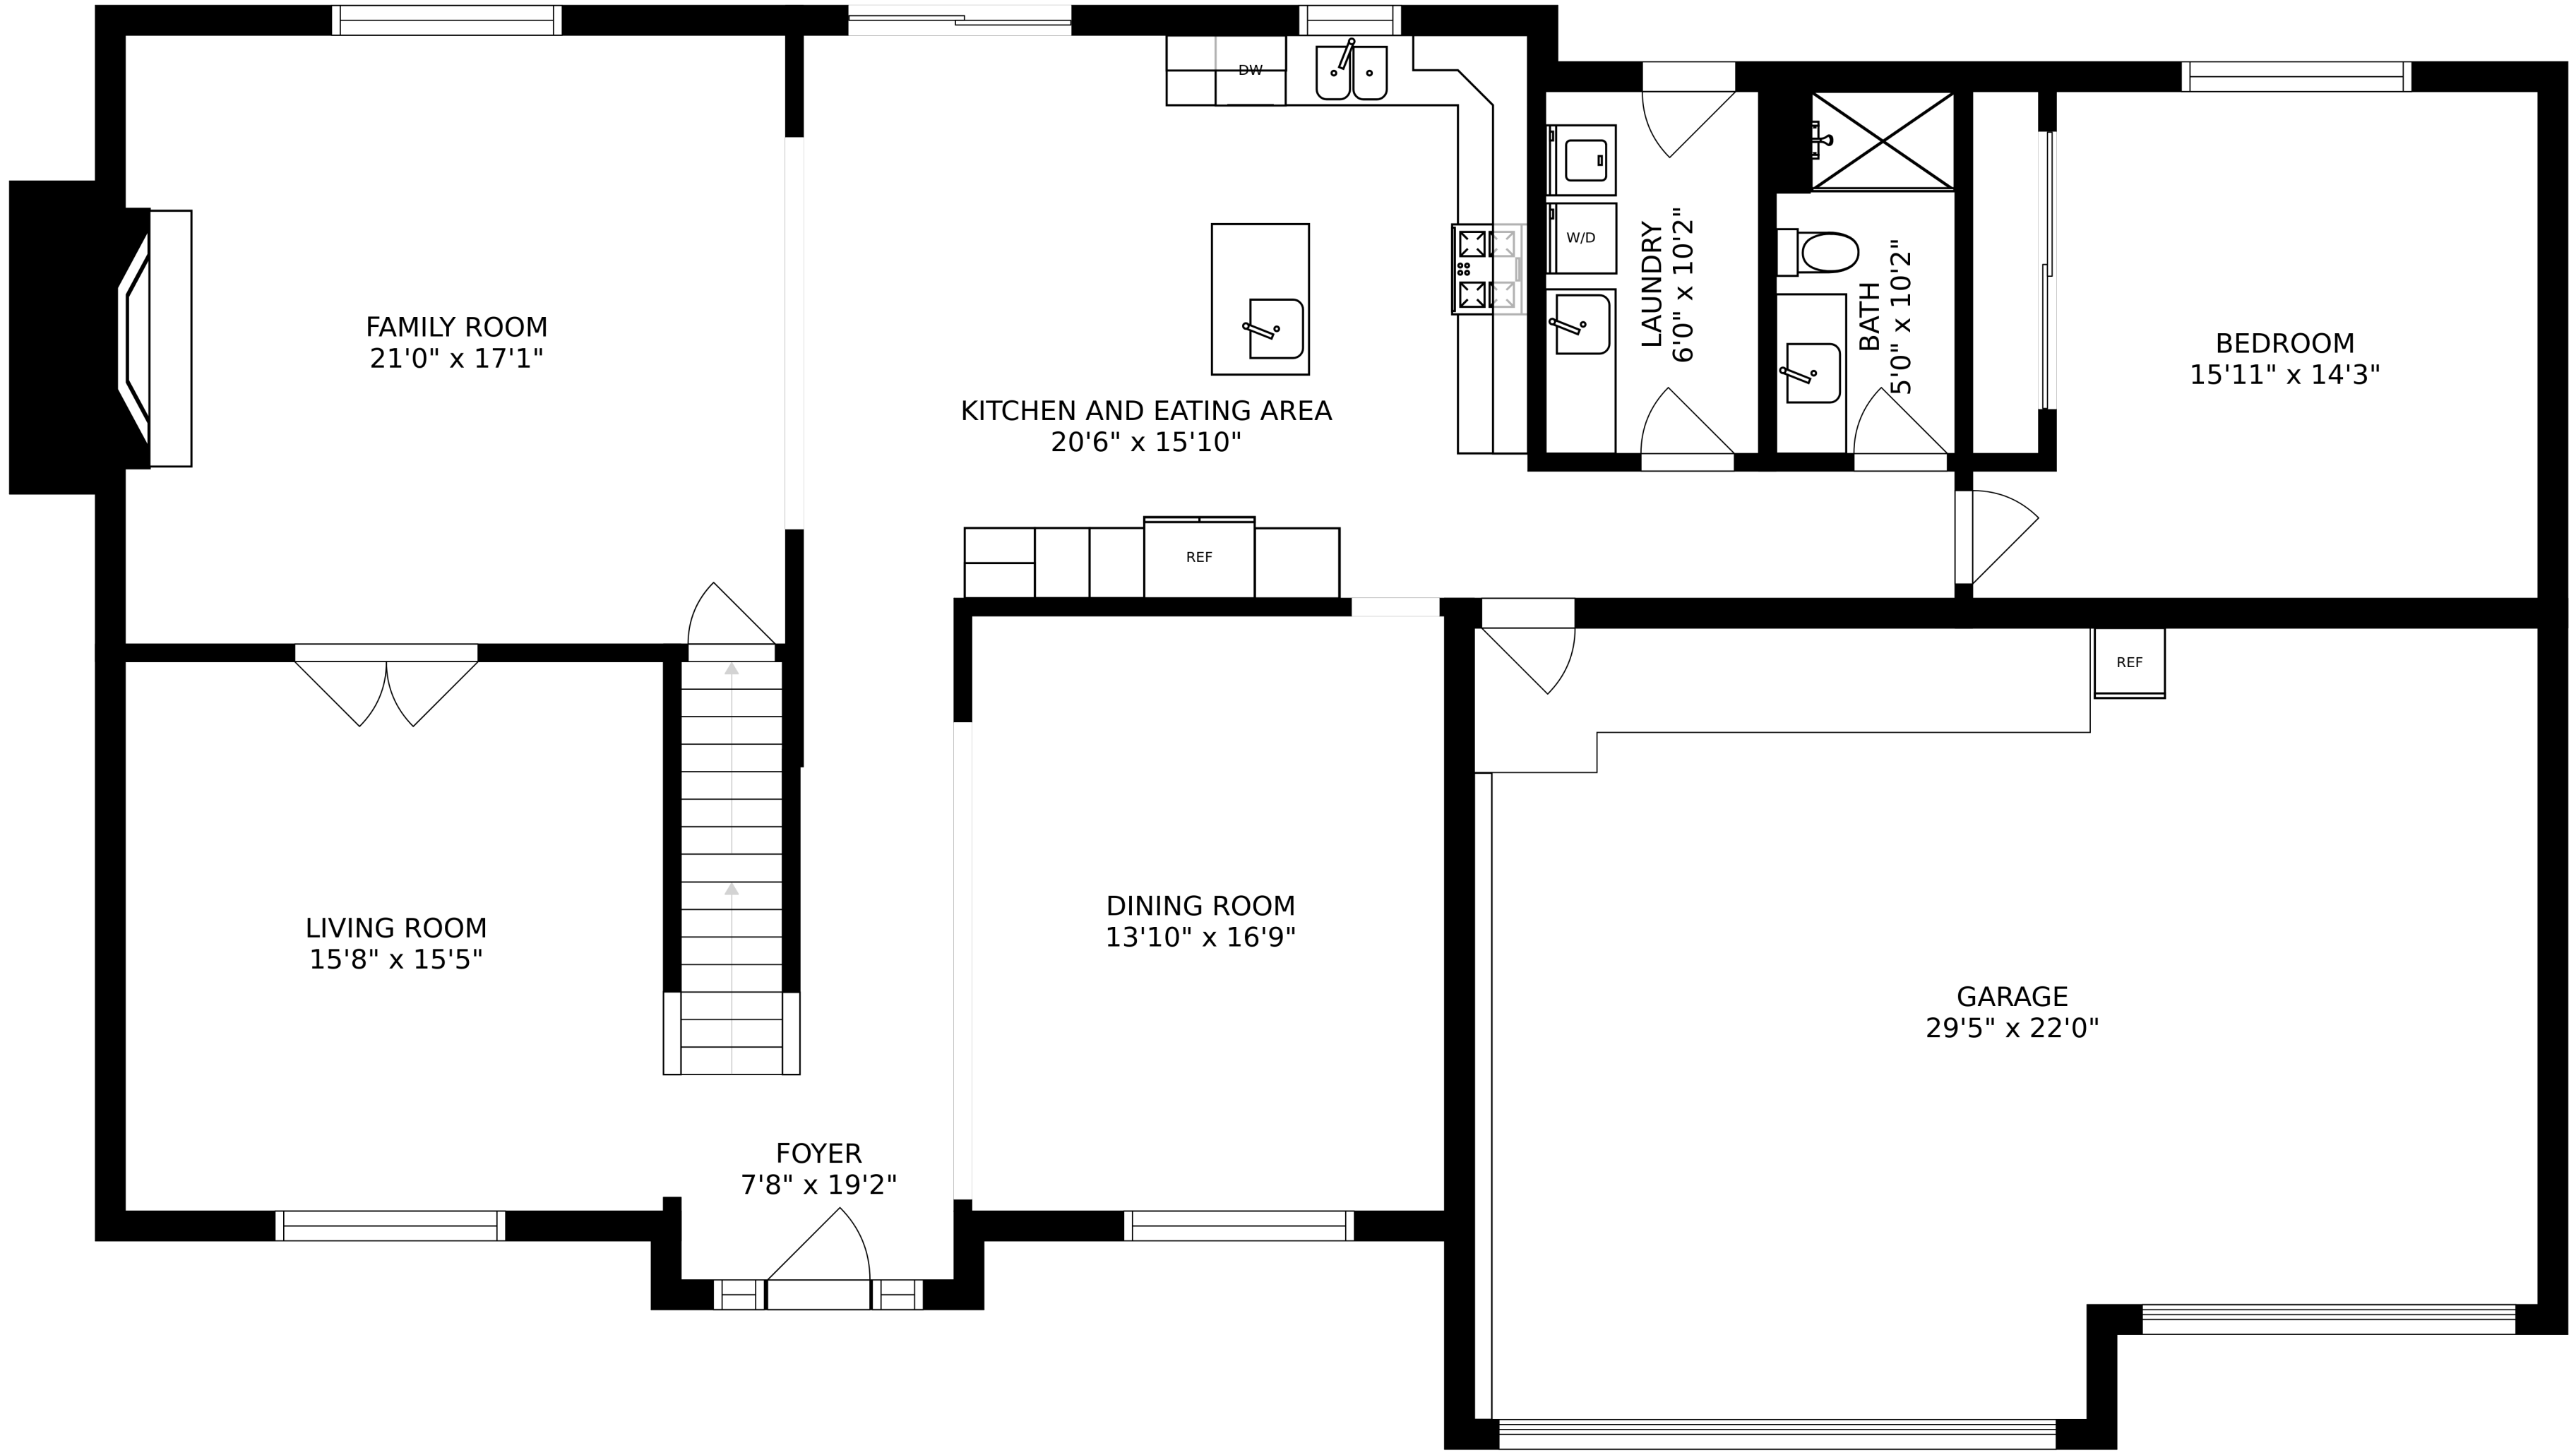 DW
W/D
LAUNDRY
6'0" x 10'2"
BATH
5'0" x 10'2"
FAMILY ROOM
21'0" x 17'1"
BEDROOM
15'11" x 14'3"
KITCHEN AND EATING AREA
20'6" x 15'10"
REF
REF
LIVING ROOM
15'8" x 15'5"
DINING ROOM
13'10" x 16'9"
GARAGE
29'5" x 22'0"
FOYER
7'8" x 19'2"